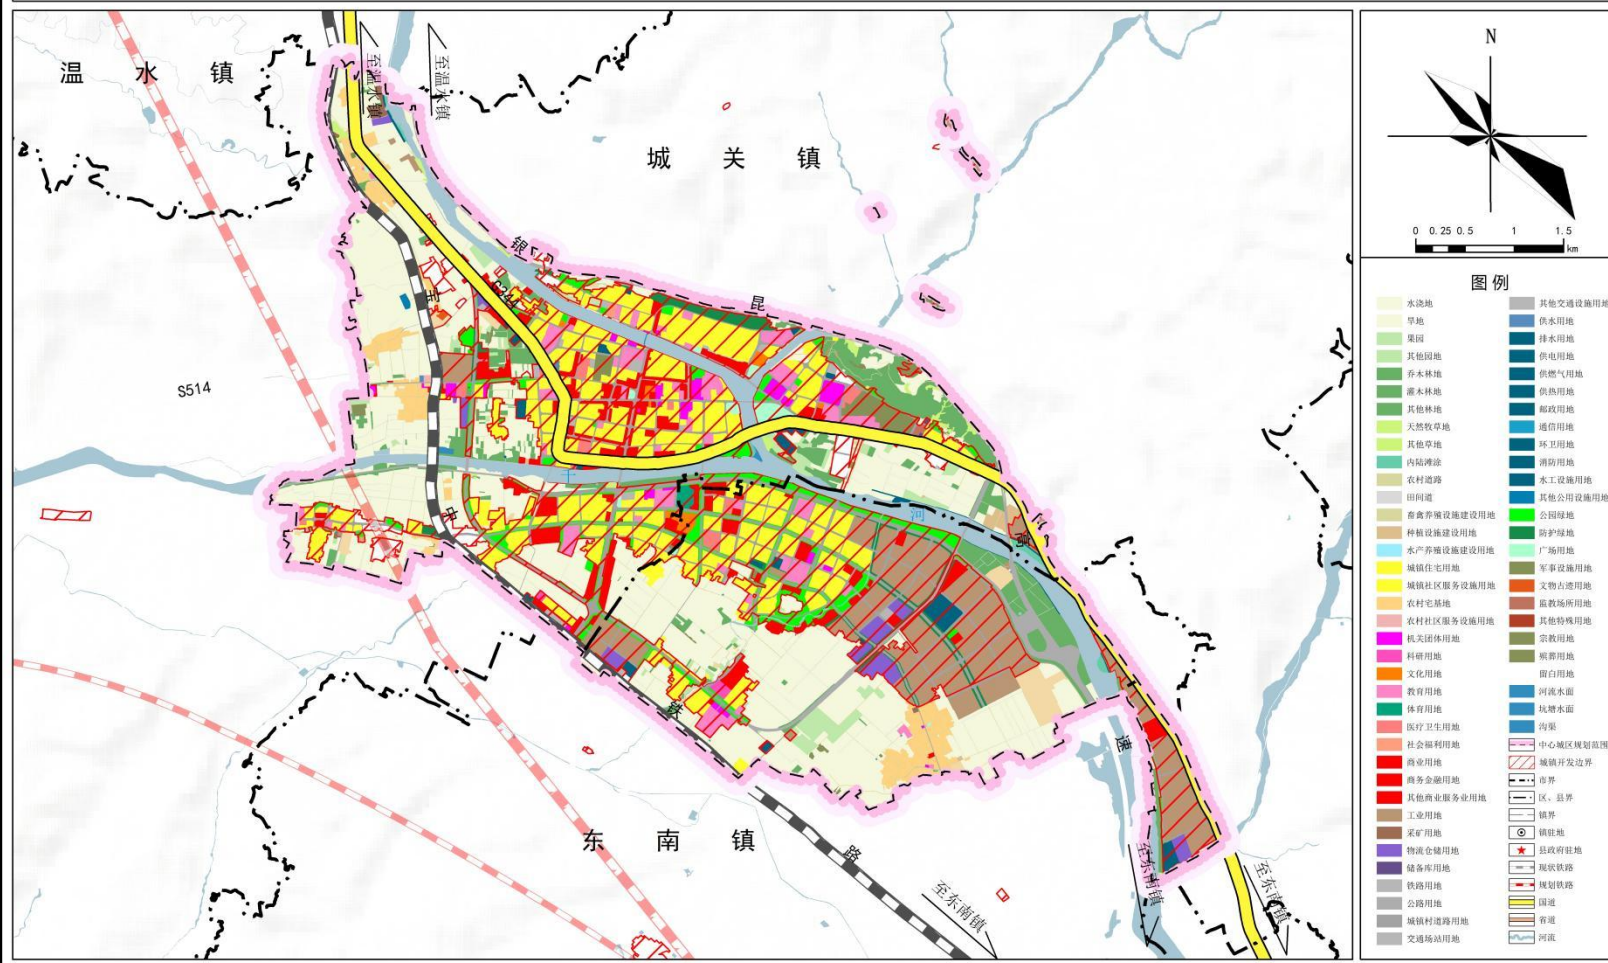 温水镇
至温水镇
至温水镇
城关镇
银
昆
S344
宝
S514
中
河
高
铁
速
东南镇
路
至东南镇
至东南镇
至东南镇
N
0 0.25 0.5 1 1.5
km
图例
水浇地
旱地
果园
其他园地
乔木林地
灌木林地
其他林地
天然牧草地
其他草地
内陆滩涂
农村道路
田间道
畜禽养殖设施建设用地
种植设施建设用地
水产养殖设施建设用地
城镇住宅用地
城镇社区服务设施用地
农村宅基地
农村社区服务设施用地
机关团体用地
科研用地
文化用地
教育用地
体育用地
医疗卫生用地
社会福利用地
商业用地
商务金融用地
其他商业服务业用地
工业用地
采矿用地
物流仓储用地
储备库用地
铁路用地
公路用地
城镇村道路用地
交通场站用地
其他交通设施用地
供水用地
排水用地
供电用地
供燃气用地
供热用地
邮政用地
通信用地
环卫用地
消防用地
水工设施用地
其他公用设施用地
公园绿地
防护绿地
广场用地
军事设施用地
文物古迹用地
监教场所用地
其他特殊用地
宗教用地
殡葬用地
留白用地
河流水面
坑塘水面
沟渠
中心城区规划范围
城镇开发边界
市界
区、县界
镇界
镇驻地
县政府驻地
现状铁路
规划铁路
国道
省道
河流